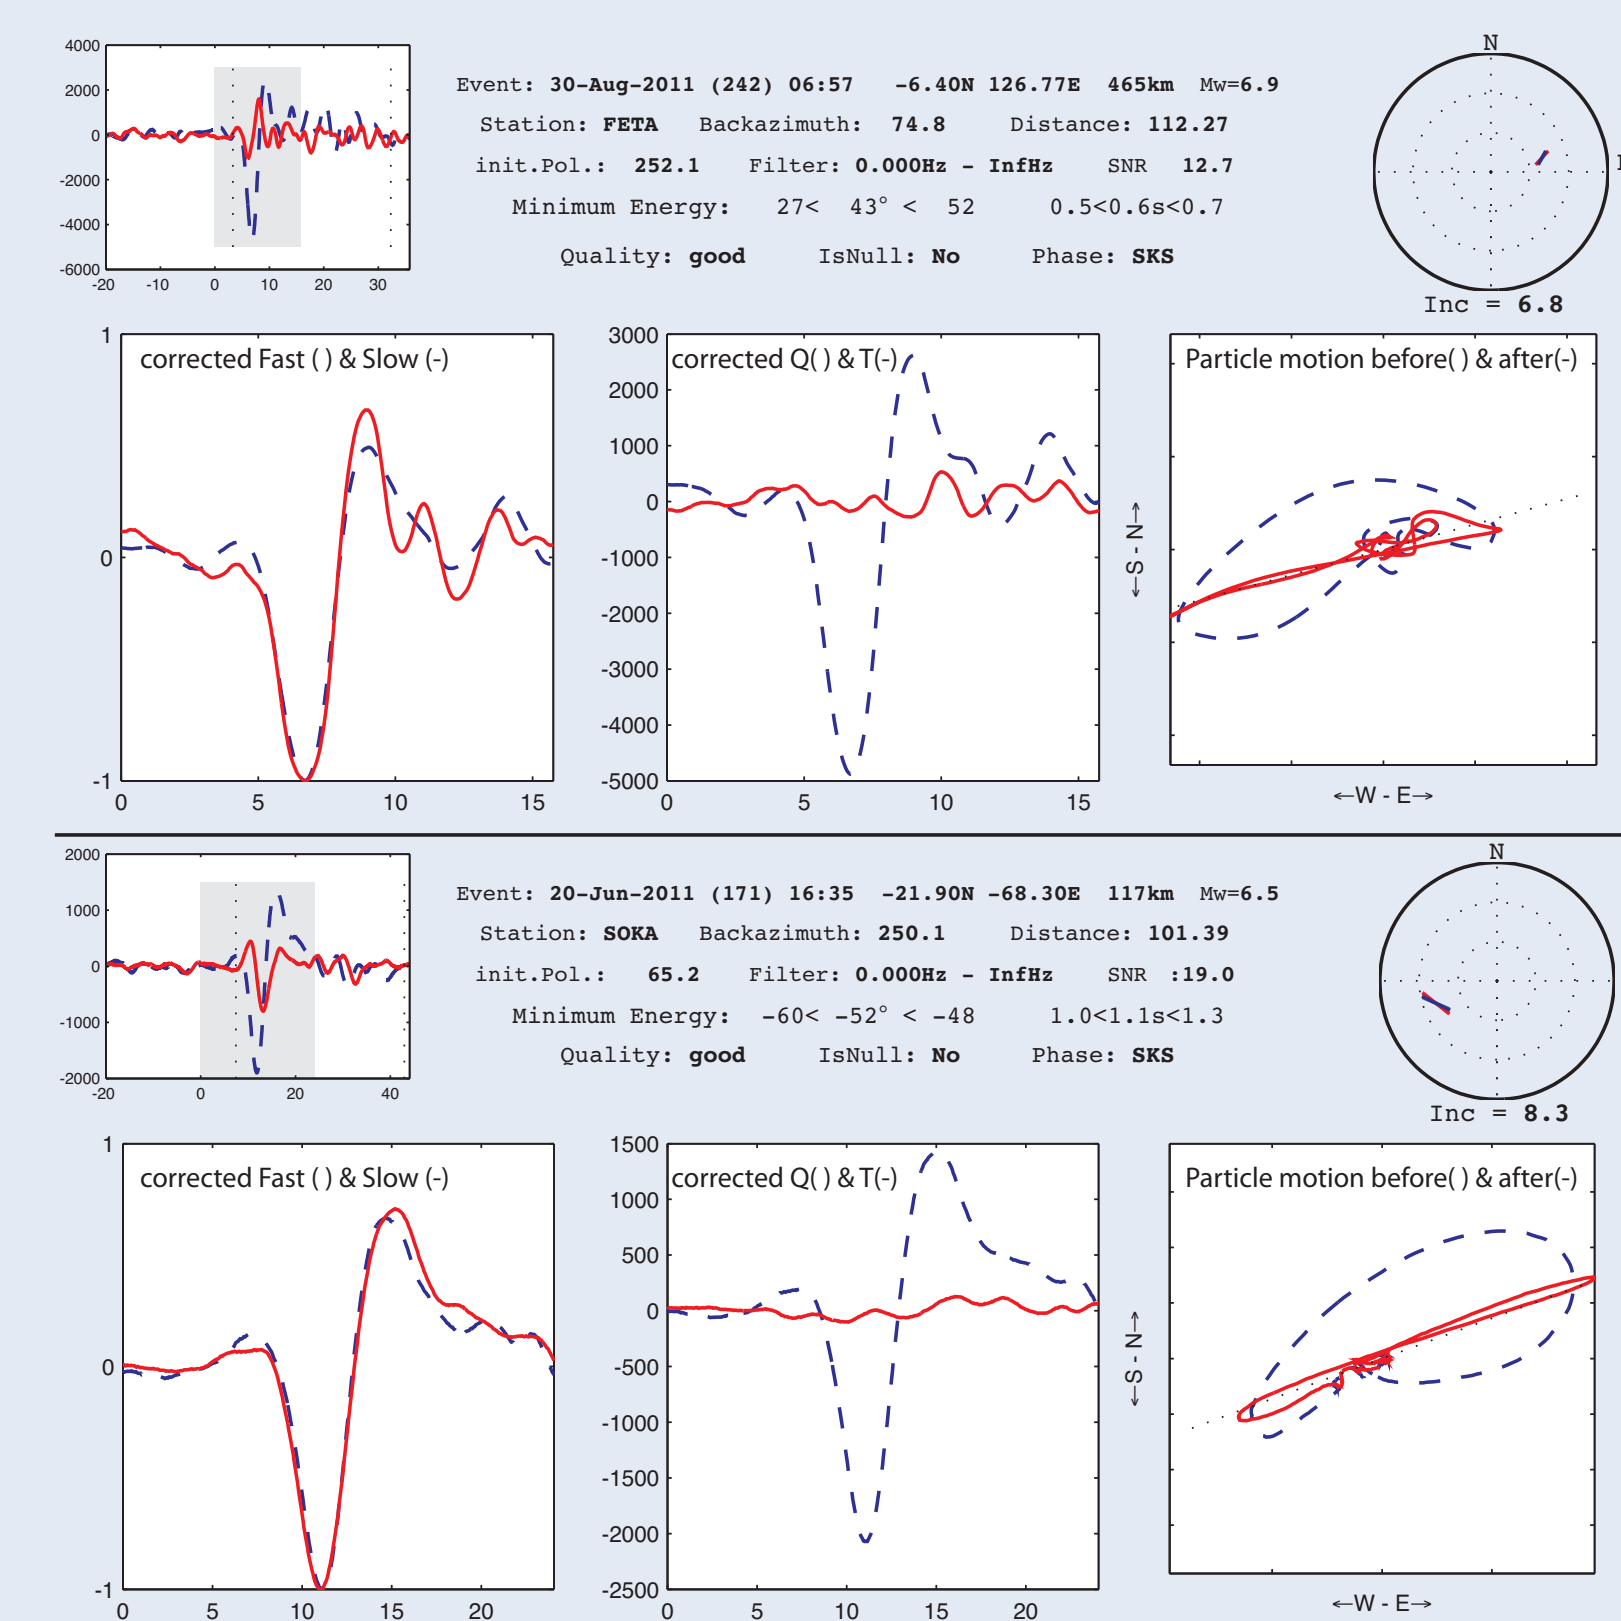 4000
2000
0
-2000
-4000
-6000
-20 -10 0 10 20 30
Event: 30-Aug-2011 (242) 06:57 -6.40N 126.77E 465km Mw=6.9
Station: FETA Backazimuth: 74.8 Distance: 112.27
init.Pol.: 252.1 Filter: 0.000Hz - InfHz SNR 12.7
Minimum Energy: 27< 43° < 52 0.5<0.6s<0.7
Quality: good IsNull: No Phase: SKS
N
Inc = 6.8
corrected Fast ( ) & Slow (-)
1
0
-1
0 5 10 15
corrected Q( ) & T(-)
3000
2000
1000
0
-1000
-2000
-3000
-4000
-5000
0 5 10 15
Particle motion before( ) & after(-)
←S - N→
←W - E→
2000
1000
0
-1000
-2000
-20 0 20 40
Event: 20-Jun-2011 (171) 16:35 -21.90N -68.30E 117km Mw=6.5
Station: SOKA Backazimuth: 250.1 Distance: 101.39
init.Pol.: 65.2 Filter: 0.000Hz - InfHz SNR :19.0
Minimum Energy: -60< -52° < -48 1.0<1.1s<1.3
Quality: good IsNull: No Phase: SKS
N
Inc = 8.3
corrected Fast ( ) & Slow (-)
1
0
-1
0 5 10 15 20
corrected Q( ) & T(-)
1500
1000
500
0
-500
-1000
-1500
-2000
-2500
0 5 10 15 20
Particle motion before( ) & after(-)
←S - N→
←W - E→